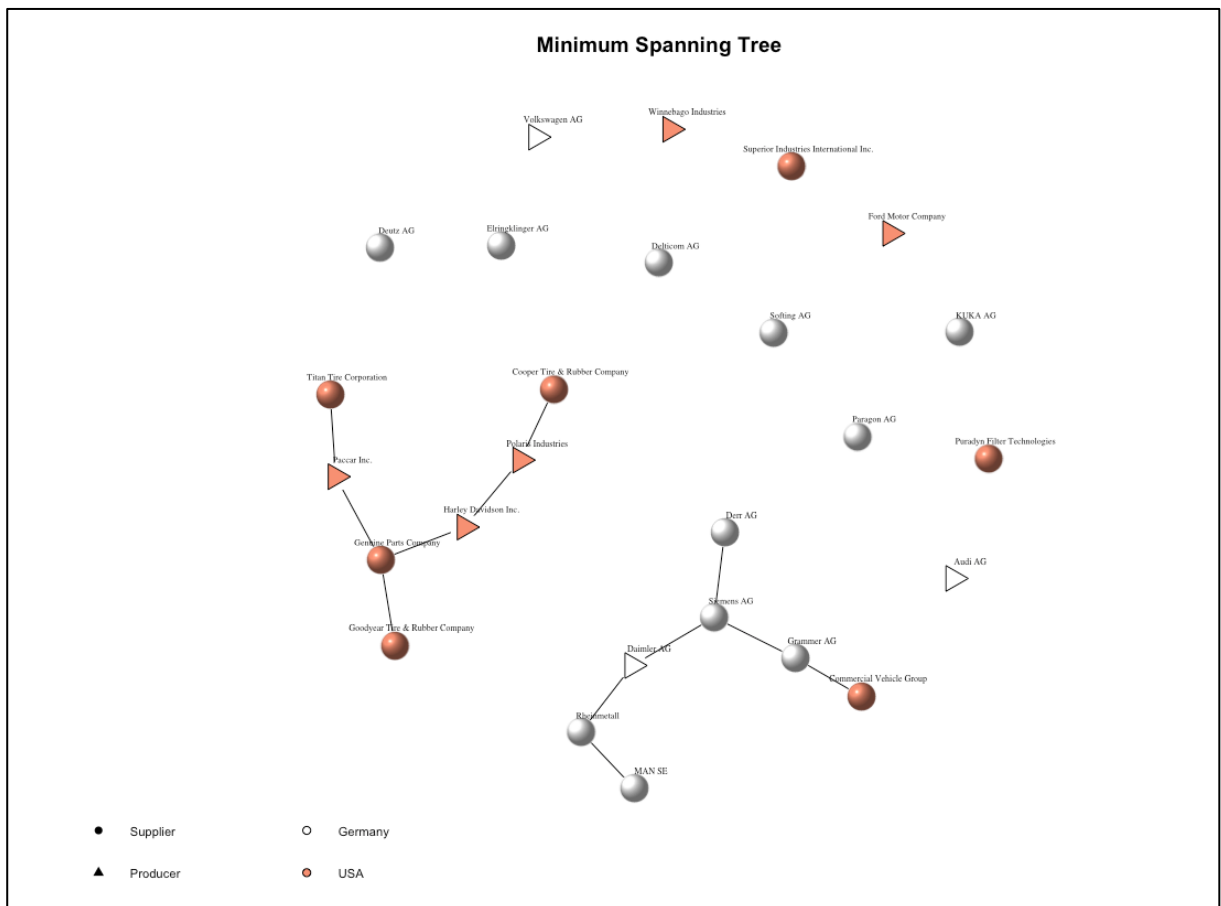 Minimum Spanning Tree
Winnebago Industries
Volkswagen AG
Superior Industries International Inc.
Ford Motor Company
Deutz AG
Elringklinger AG
Delticom AG
Softing AG
KUKA AG
Titan Tire Corporation
Cooper Tire & Rubber Company
Paragon AG
Polaris Industries
Puradyn Filter Technologies
Paccar Inc.
Harley Davidson Inc.
Derr AG
Genuine Parts Company
Audi AG
Siemens AG
Goodyear Tire & Rubber Company
Grammer AG
Daimler AG
Commercial Vehicle Group
Rheinmetall
MAN SE
Supplier
Germany
Producer
USA